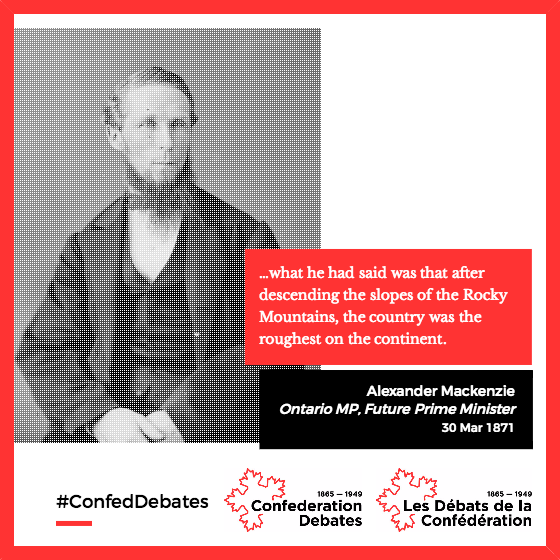 ...what he had said was that after
descending the slopes of the Rocky
Mountains, the country was the
roughest on the continent.
Alexander Mackenzie
Ontario MP, Future Prime Minister
30 Mar 1871
#ConfedDebates
1865 — 1949
Confederation
Debates
1865 — 1949
Les Débats de la
Confédération